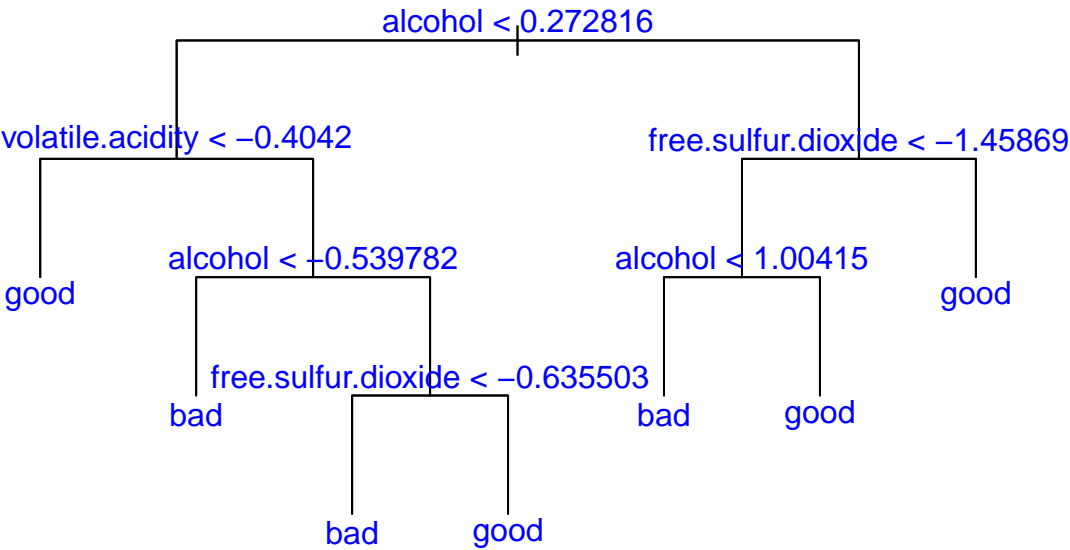 alcohol < 0.272816
volatile.acidity < −0.4042
free.sulfur.dioxide < −1.45869
alcohol < −0.539782
alcohol < 1.00415
good
good
free.sulfur.dioxide < −0.635503
bad
bad
good
bad
good